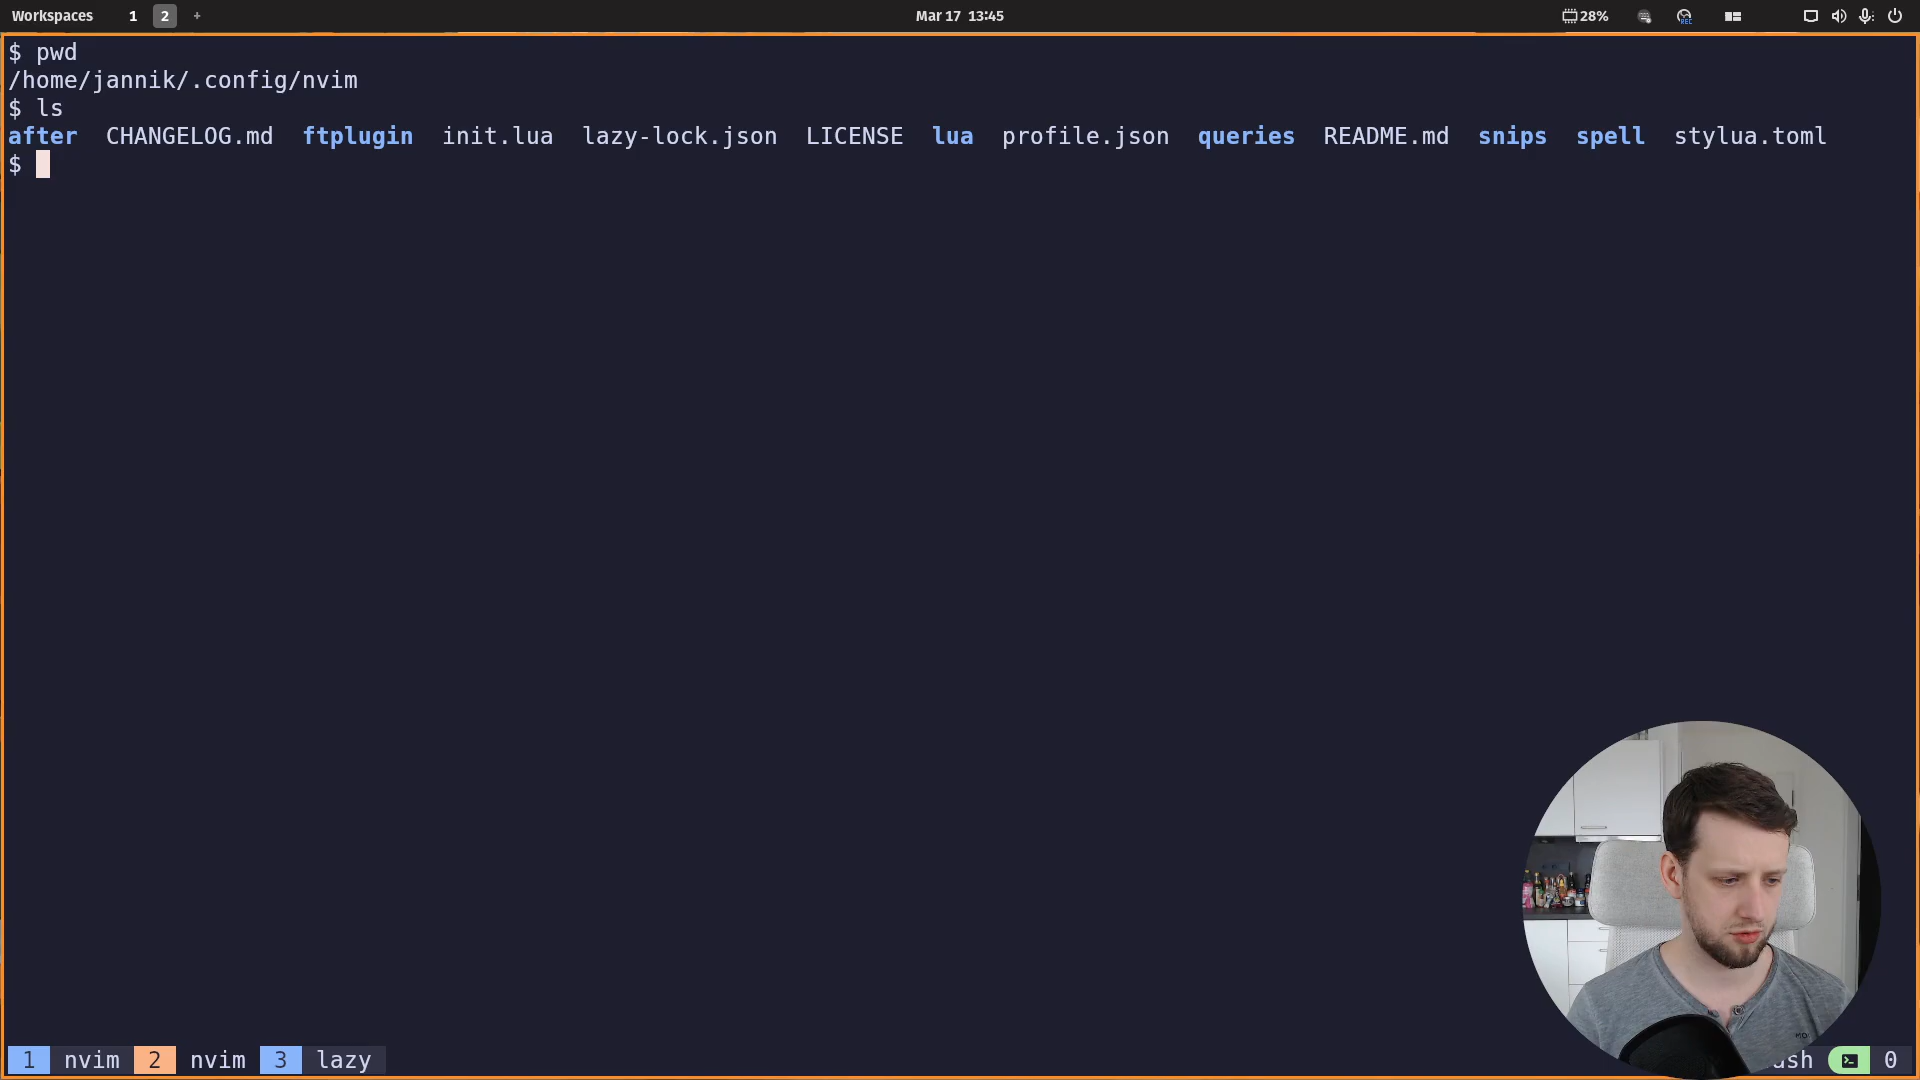 Workspaces 1 2 + Mar 17 13:45 28% REC
$ pwd
/home/jannik/.config/nvim
$ ls
after CHANGELOG.md ftplugin init.lua lazy-lock.json LICENSE lua profile.json queries README.md snips spell stylua.toml
$
1 nvim 2 nvim 3 lazy 0